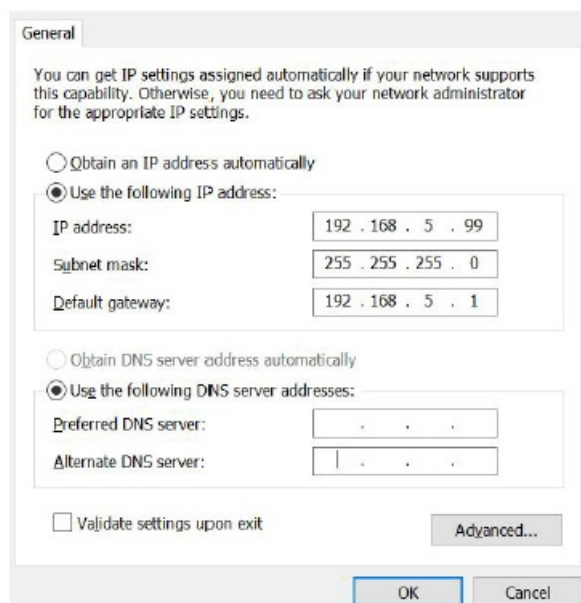 General
You can get IP settings assigned automatically if your network supports
this capability. Otherwise, you need to ask your network administrator
for the appropriate IP settings.
Obtain an IP address automatically
Use the following IP address:
IP address: 192 . 168 . 5 . 99
Subnet mask: 255 . 255 . 255 . 0
Default gateway: 192 . 168 . 5 . 1
Obtain DNS server address automatically
Use the following DNS server addresses:
Preferred DNS server: . . .
Alternate DNS server: . . .
Validate settings upon exit
Advanced...
OK Cancel